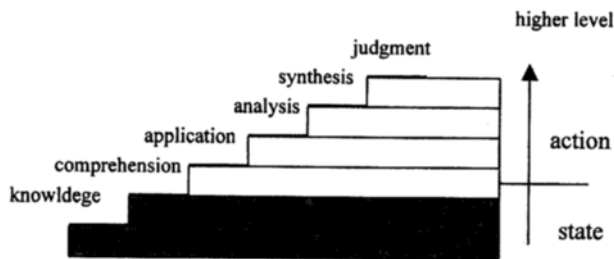 higher level
judgment
synthesis
analysis
application
action
comprehension
knowldege
state